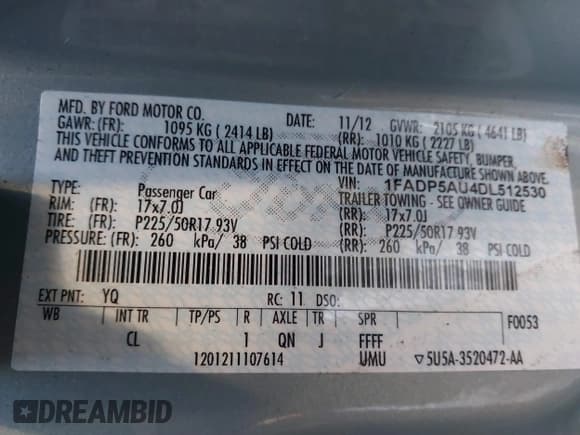 MFD. BY FORD MOTOR CO.
DATE: 11/12 GVWR: 2105 KG ( 4641 LB)
GAWR: (FR): 1095 KG ( 2414 LB) (RR): 1010 KG ( 2227 LB)
THIS VEHICLE CONFORMS TO ALL APPLICABLE FEDERAL MOTOR VEHICLE SAFETY, BUMPER,
AND THEFT PREVENTION STANDARDS IN EFFECT ON THE DATE OF MANUFACTURE SHOWN ABOVE.
VIN: 1FADP5AU4DL512530
TYPE: Passenger Car TRAILER TOWING - SEE OWNER GUIDE
RIM: (FR): 17x7.0J (RR): 17x7.0J
TIRE: (FR): P225/50R17 93V (RR): P225/50R17 93V
PRESSURE: (FR): 260 kPa/ 38 PSI COLD (RR): 260 kPa/ 38 PSI COLD
EXT PNT: YQ RC: 11 DSO:
WB INT TR TP/PS R AXLE TR SPR F0053
CL 1 QN J FFFF
1201211107614 UMU ▽5U5A-3520472-AA
DREAMBID